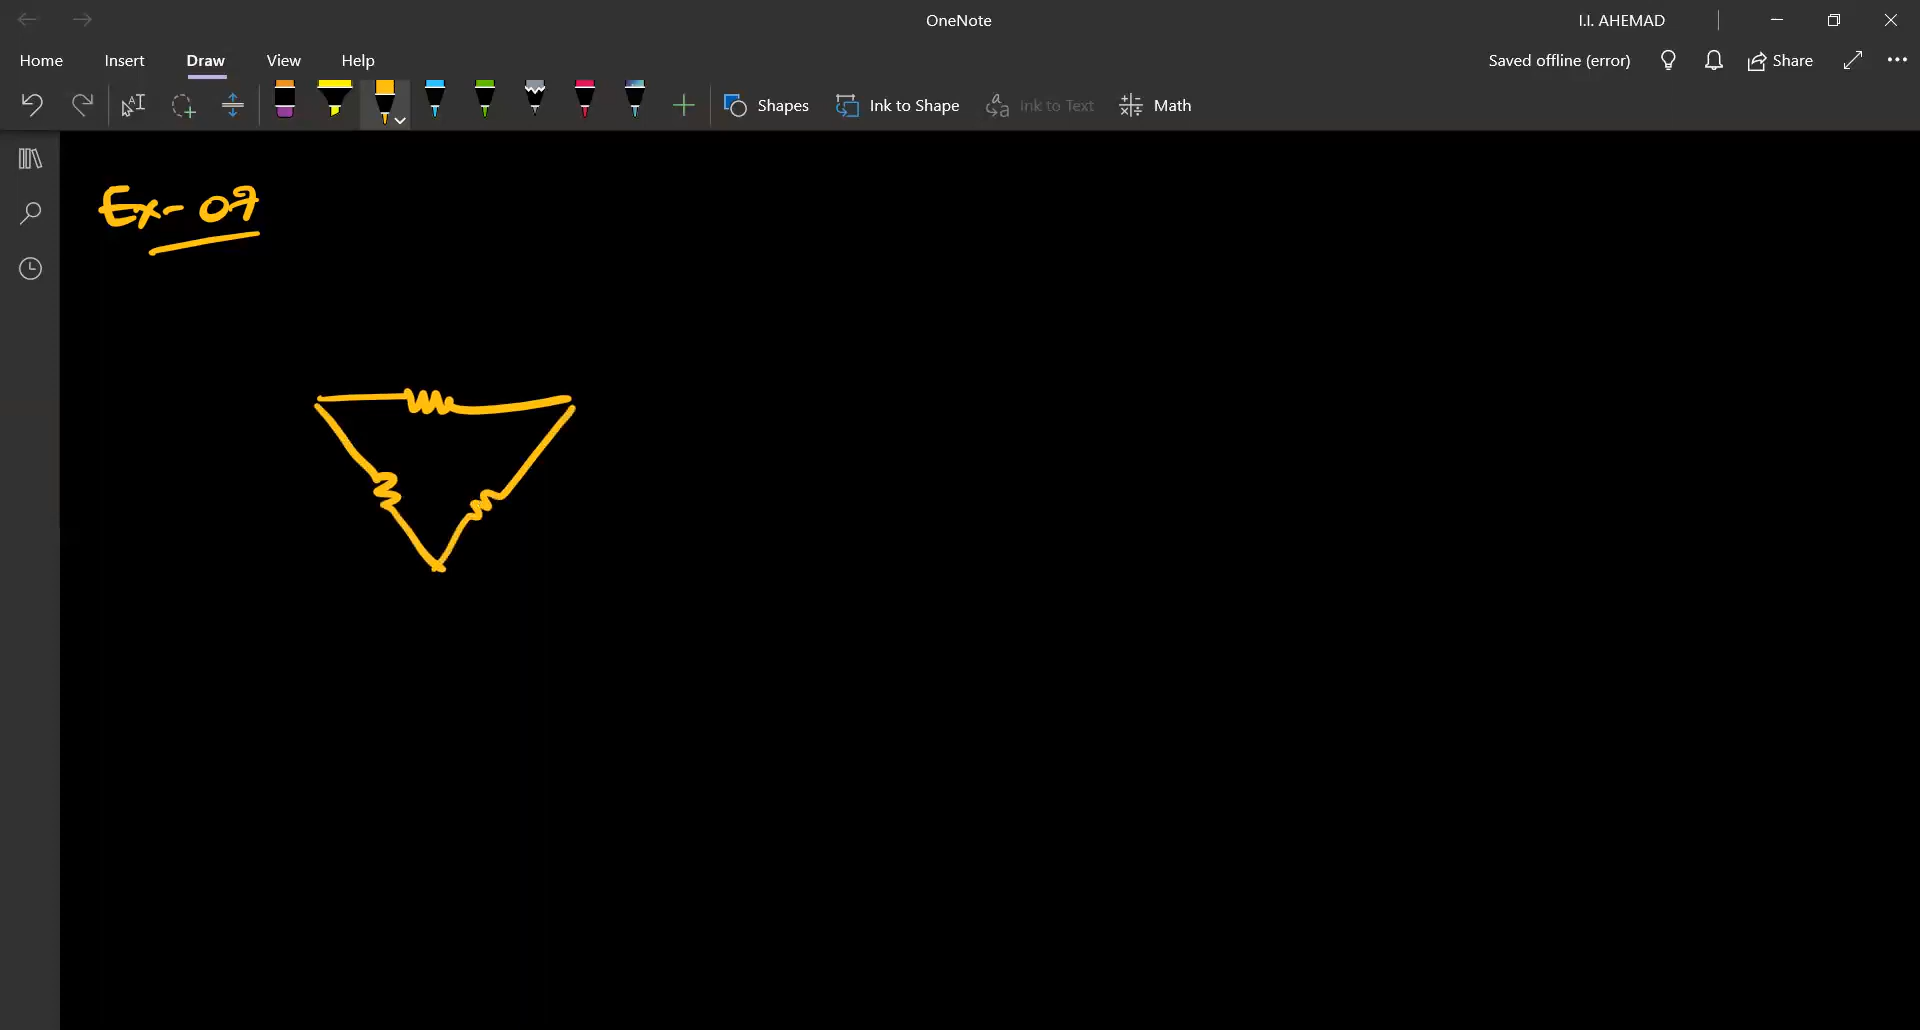 OneNote
I.I. AHEMAD
Home Insert Draw View Help
Saved offline (error) Share
Shapes Ink to Shape Ink to Text Math
Ex- 07